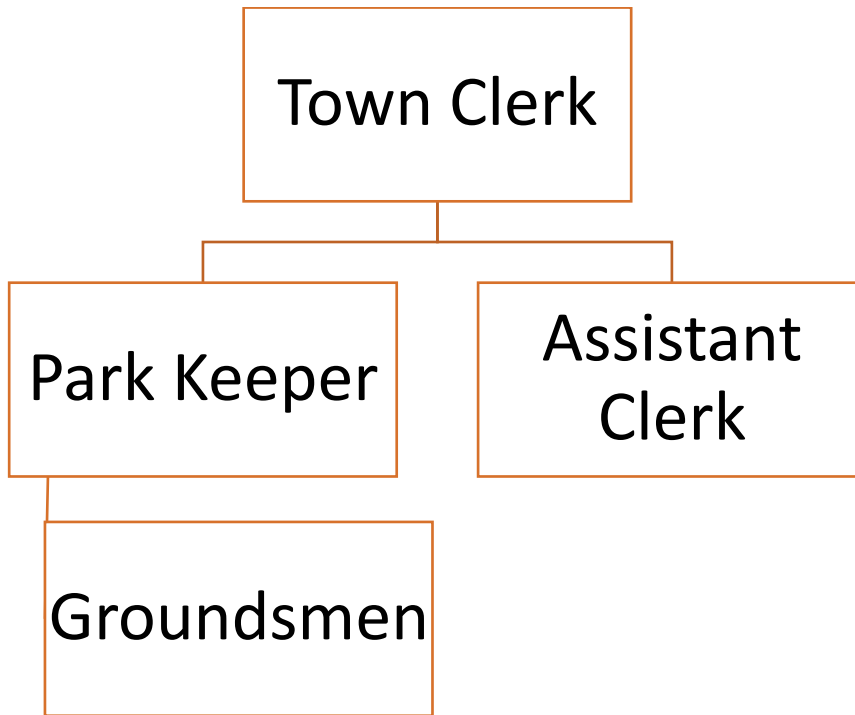 Town Clerk
Park Keeper
Assistant
Clerk
Groundsmen